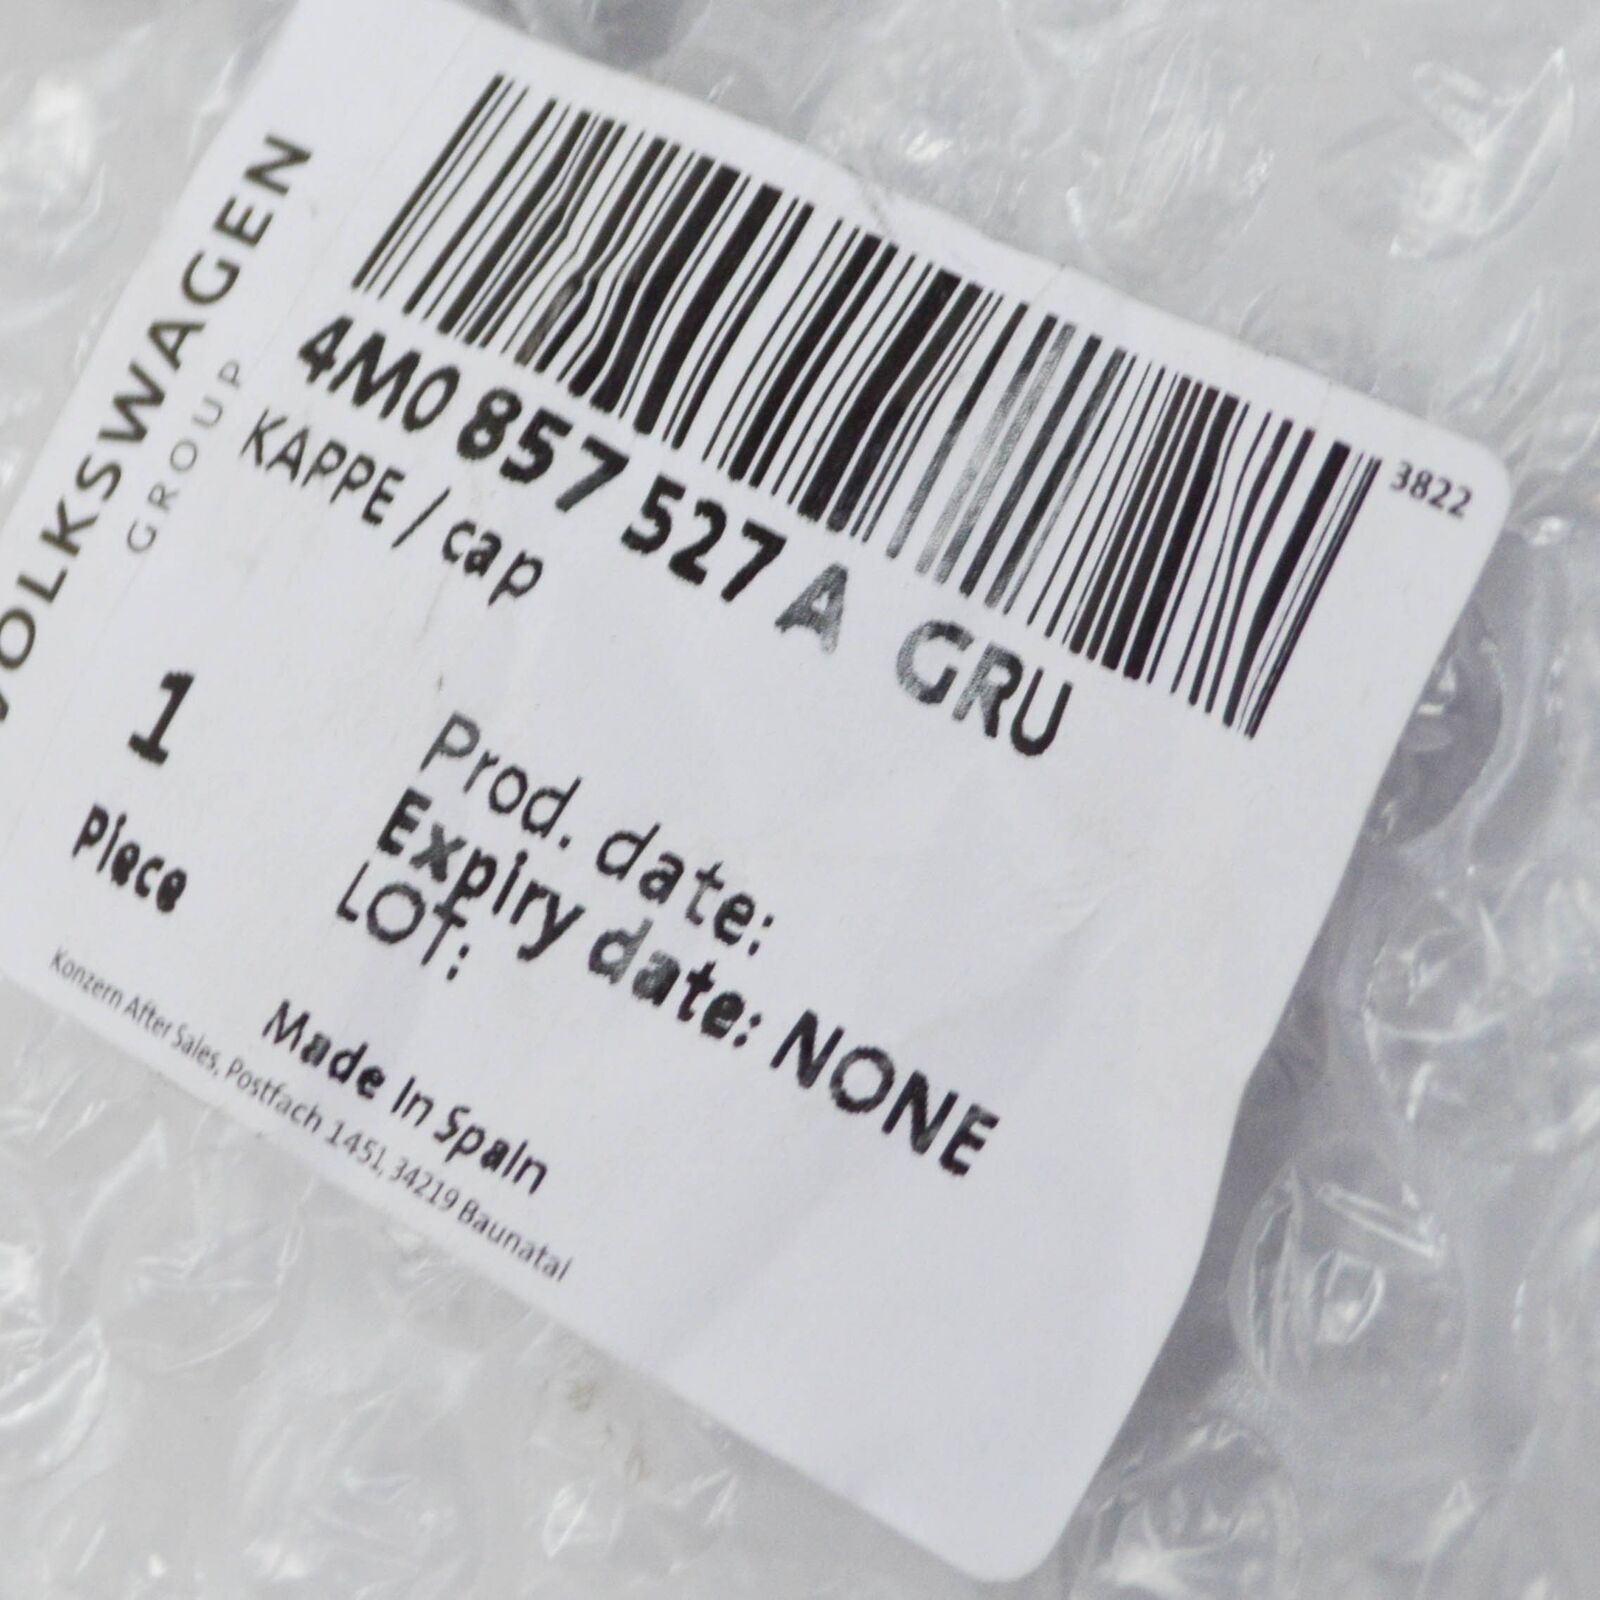 VOLKSWAGEN
GROUP
3822
4M0 857 527 A GRU
KAPPE / cap
1
Piece
Prod. date:
Expiry date: NONE
LOT:
Made in Spain
Konzern After Sales, Postfach 1451, 34219 Baunatal